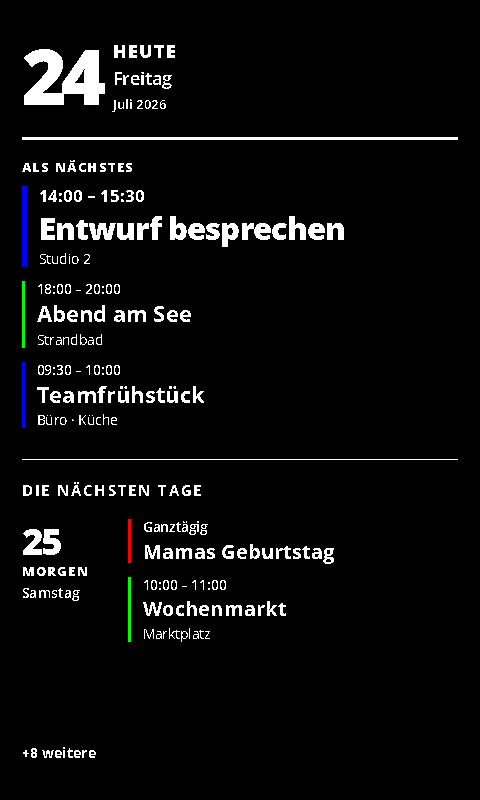 24
HEUTE
Freitag
Juli 2026
ALS NÄCHSTES
14:00 – 15:30
Entwurf besprechen
Studio 2
18:00 – 20:00
Abend am See
Strandbad
09:30 – 10:00
Teamfrühstück
Büro · Küche
DIE NÄCHSTEN TAGE
25
MORGEN
Samstag
Ganztägig
Mamas Geburtstag
10:00 – 11:00
Wochenmarkt
Marktplatz
+8 weitere